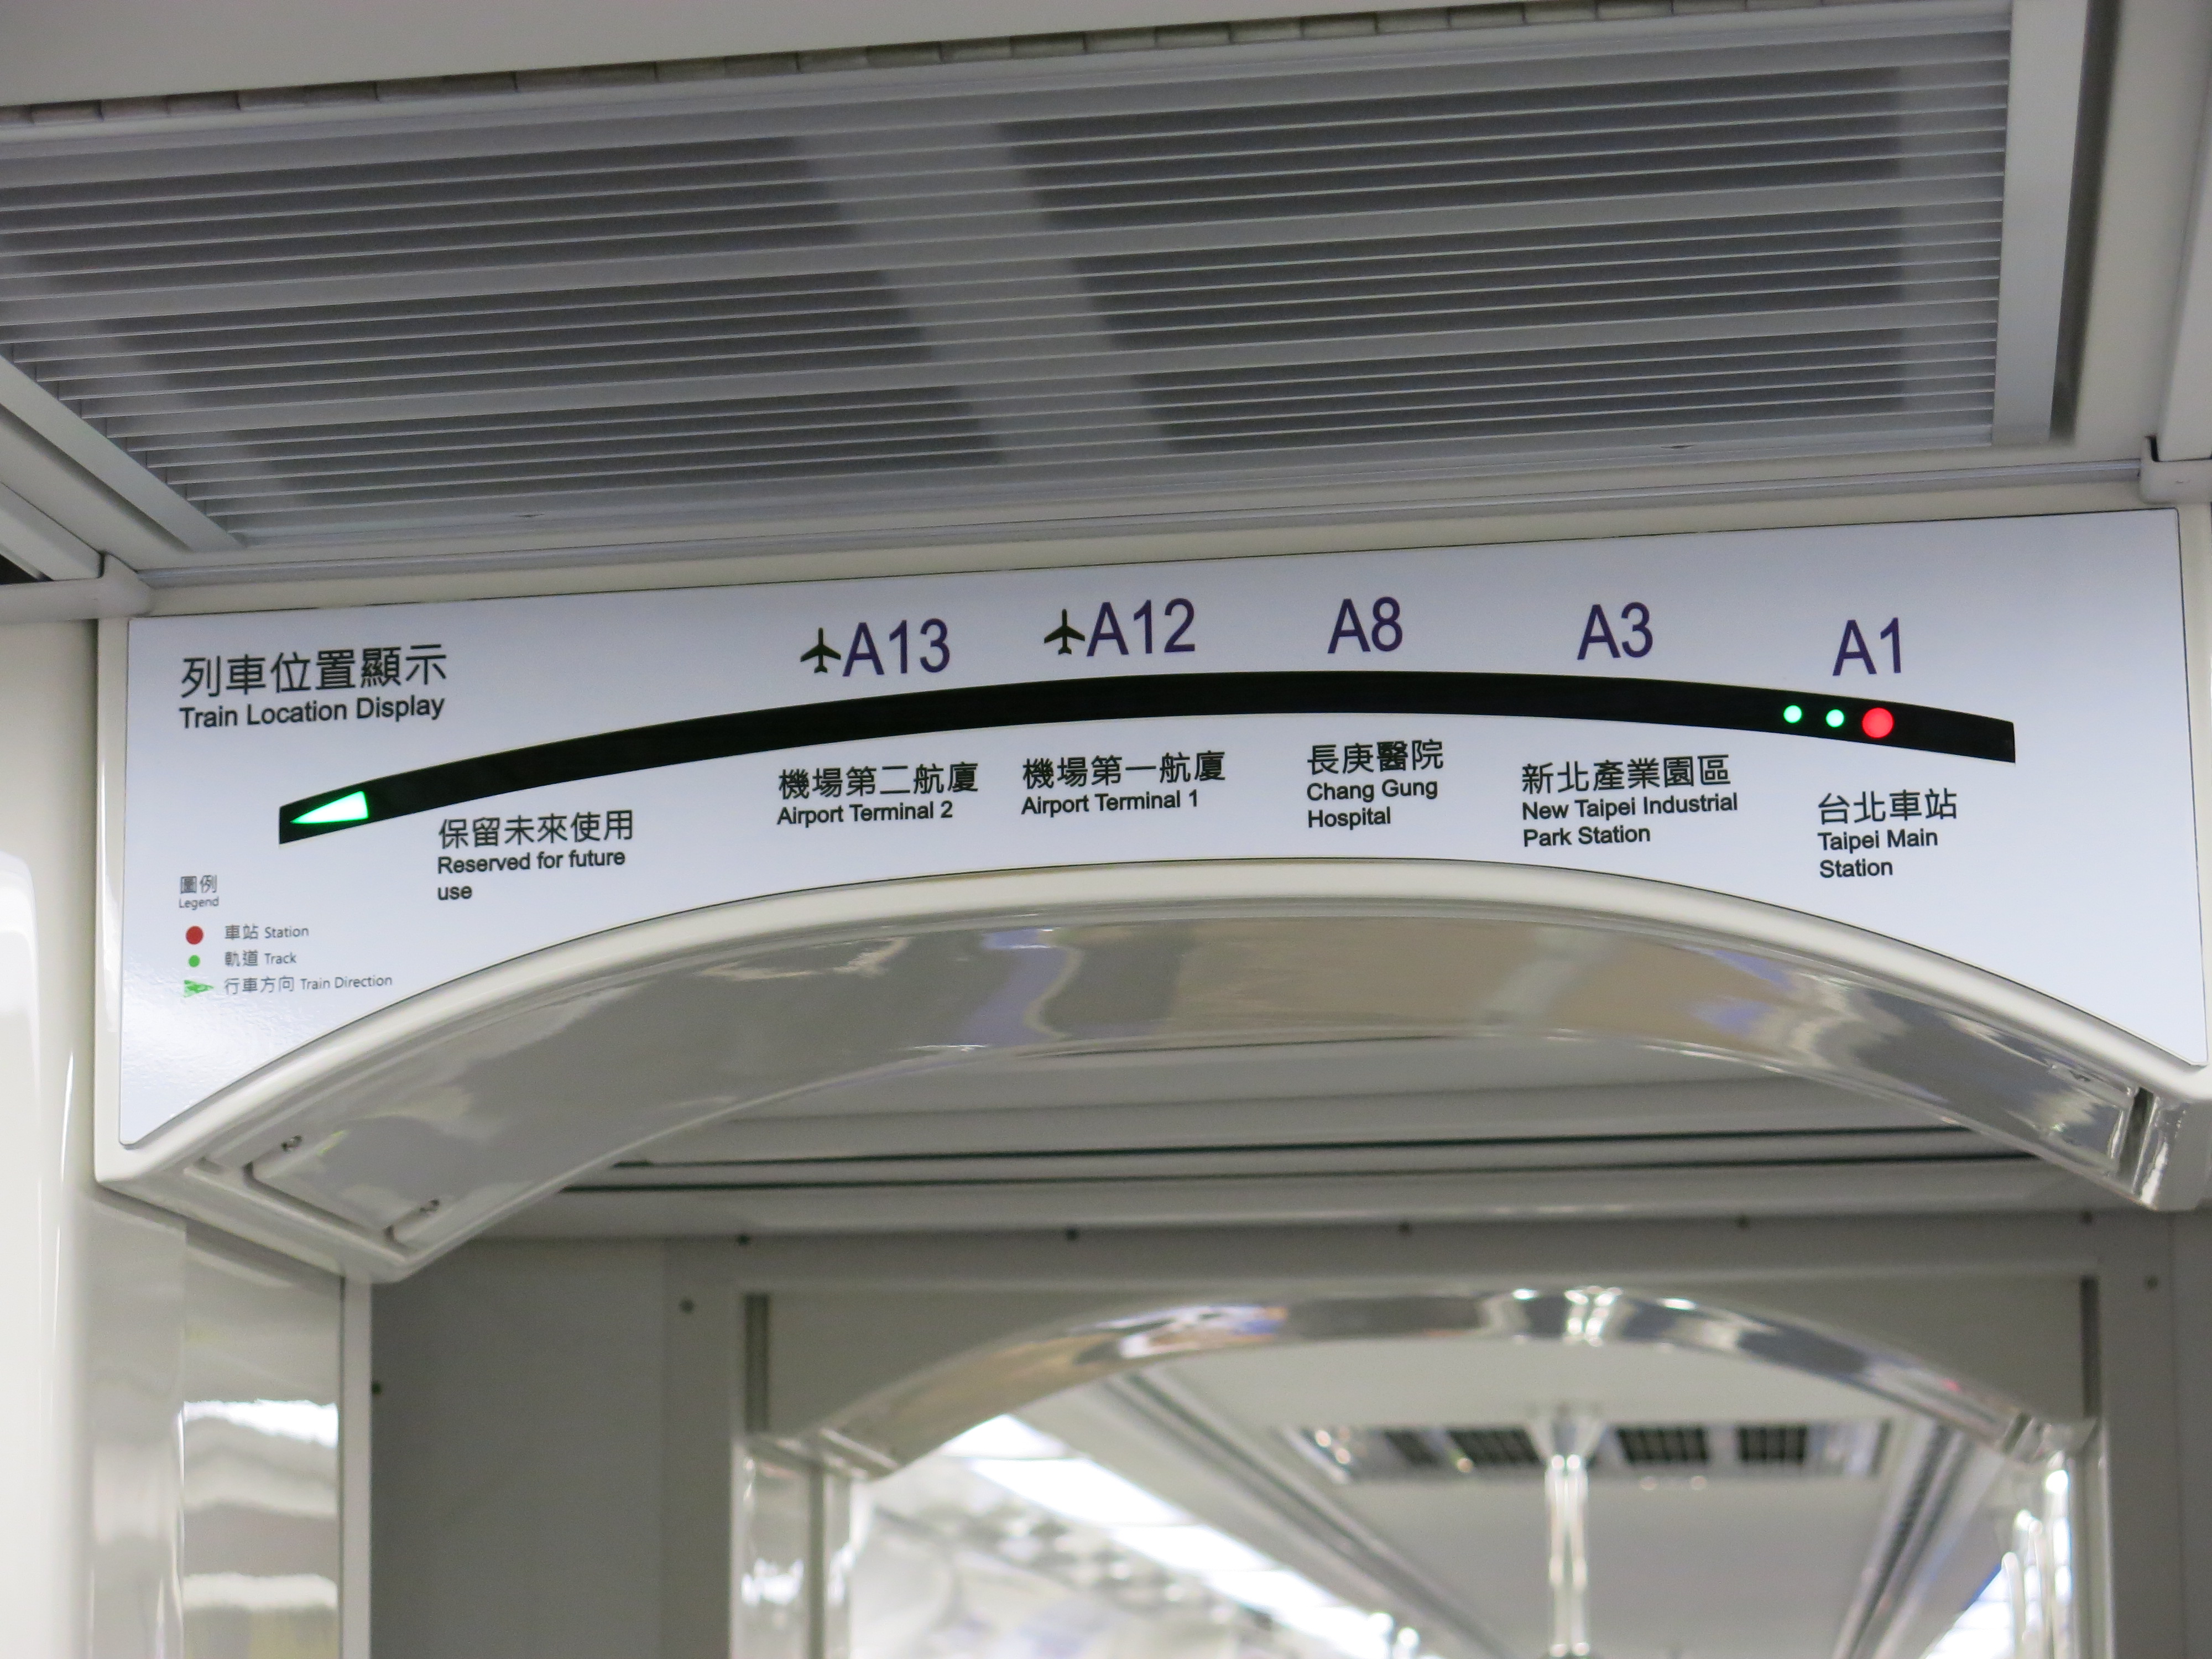 列車位置顯示
Train Location Display
A13
A12
A8
A3
A1
保留未來使用
Reserved for future
use
機場第二航廈
Airport Terminal 2
機場第一航廈
Airport Terminal 1
長庚醫院
Chang Gung
Hospital
新北產業園區
New Taipei Industrial
Park Station
台北車站
Taipei Main
Station
圖例
Legend
車站 Station
軌道 Track
行車方向 Train Direction